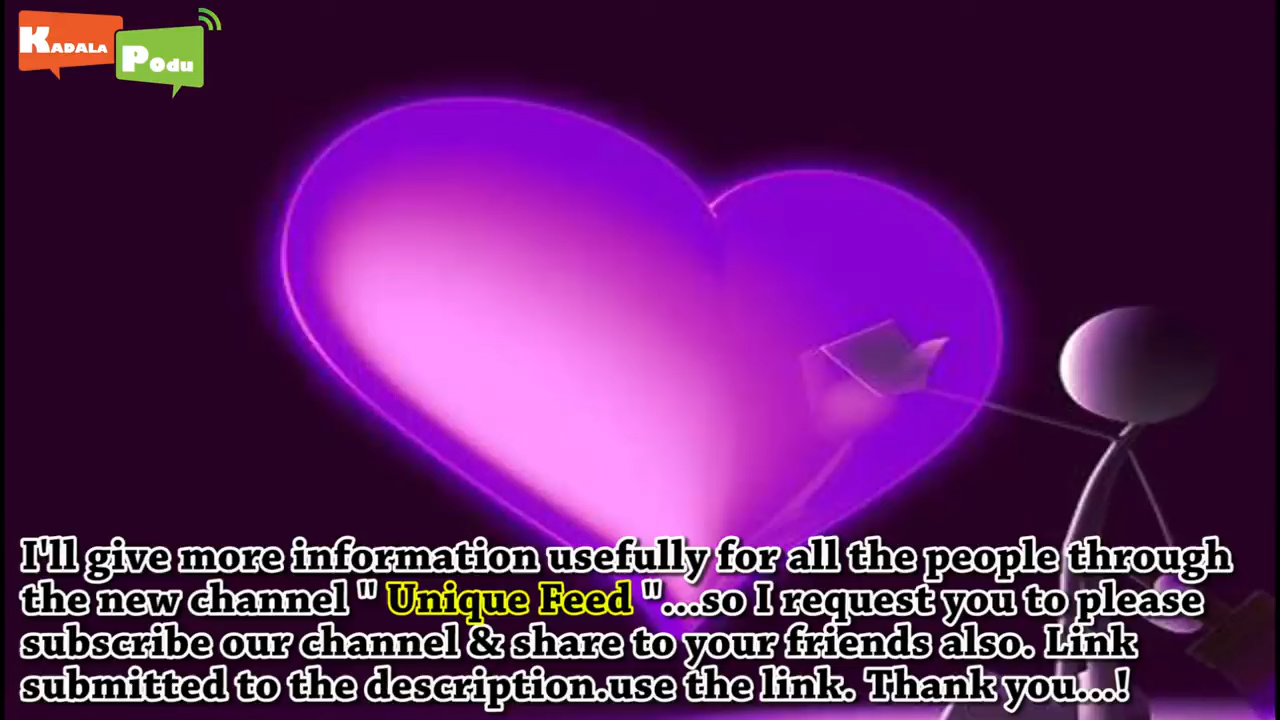 KADALA
PODU
I'll give more information usefully for all the people through
the new channel " Unique Feed "...so I request you to please
subscribe our channel & share to your friends also. Link
submitted to the description.use the link. Thank you...!